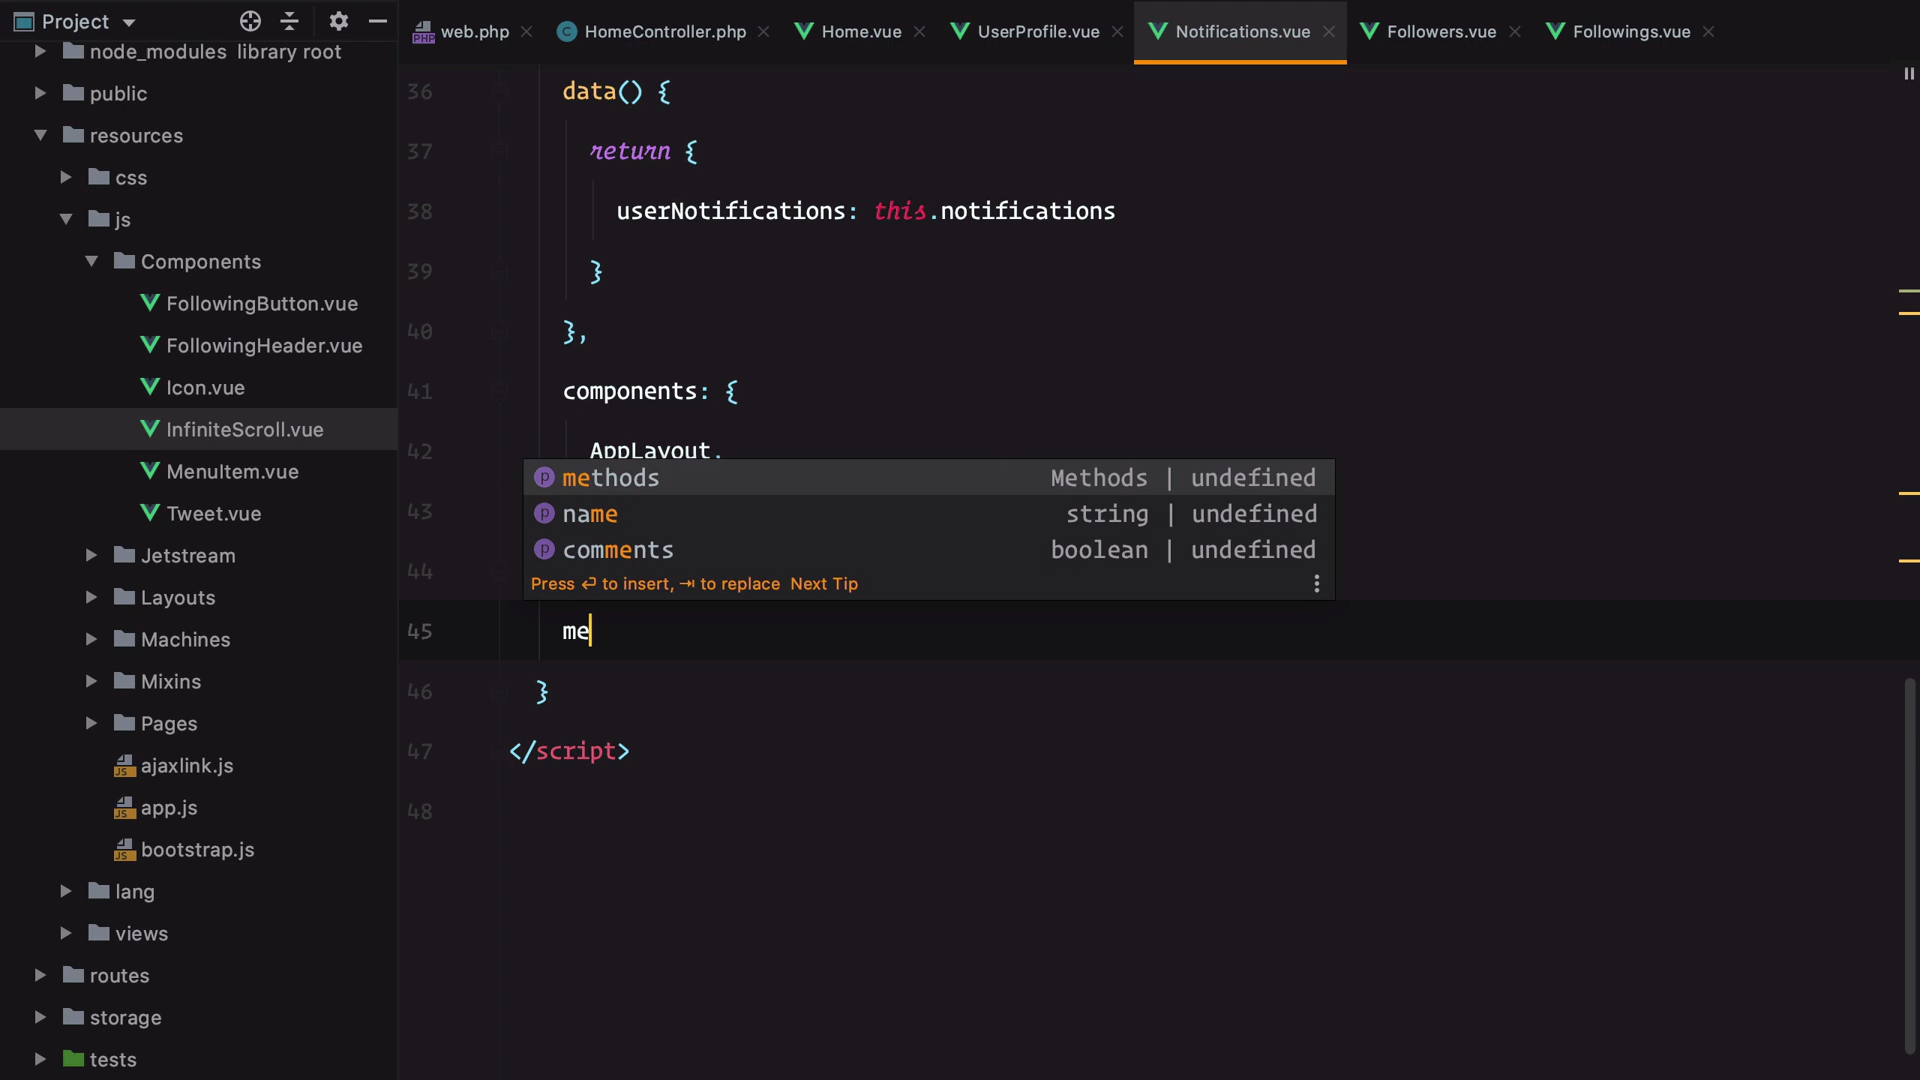 Project
web.php
HomeController.php
Home.vue
UserProfile.vue
Notifications.vue
Followers.vue
Followings.vue
node_modules library root
public
resources
css
js
Components
FollowingButton.vue
FollowingHeader.vue
Icon.vue
InfiniteScroll.vue
MenuItem.vue
Tweet.vue
Jetstream
Layouts
Machines
Mixins
Pages
ajaxlink.js
app.js
bootstrap.js
lang
views
routes
storage
tests
36 data() {
37 return {
38 userNotifications: this.notifications
39 }
40 },
41 components: {
42 AppLayout,
43
44
methods Methods | undefined
name string | undefined
comments boolean | undefined
Press ↵ to insert, ⇥ to replace Next Tip
45 me
46 }
47 </script>
48